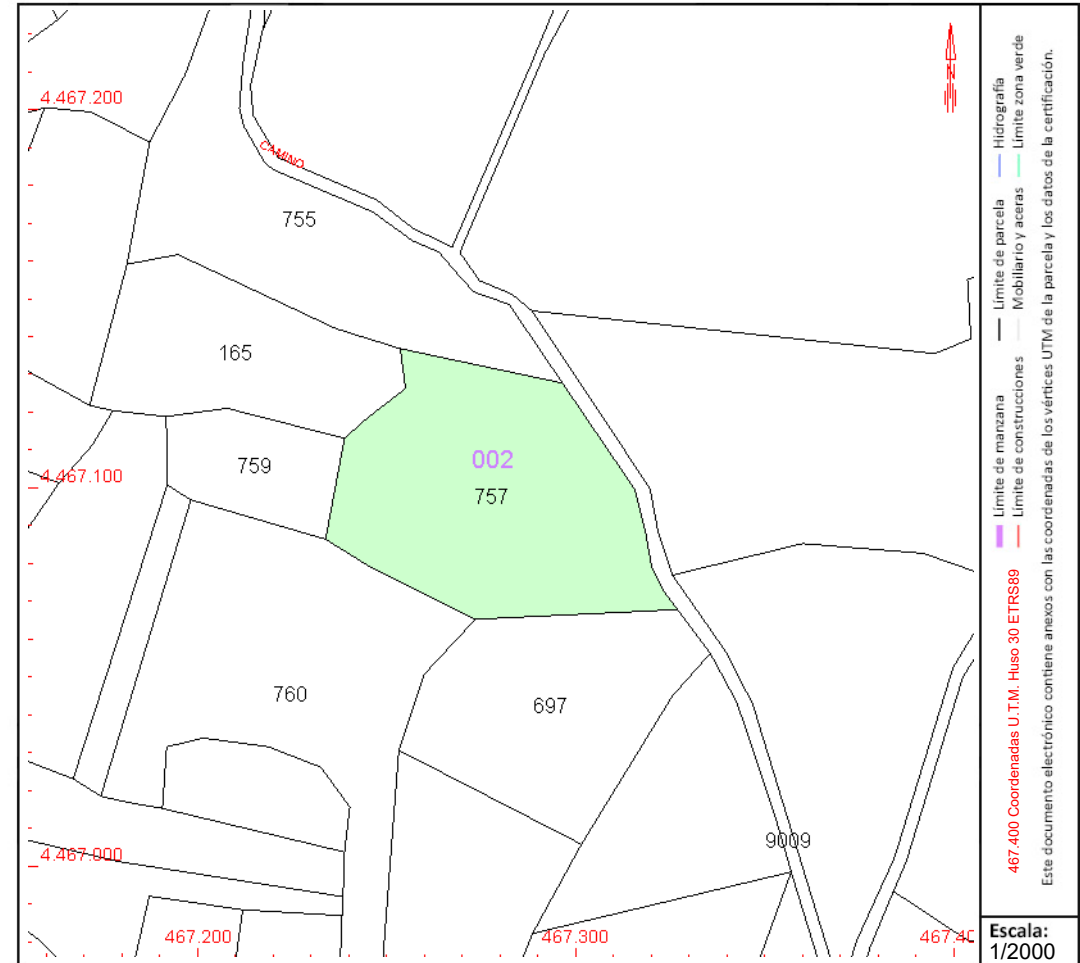 4.467.200
CAMINO
755
165
002
757
759
4.467.100
760
697
9009
4.467.000
467.200
467.300
N
Límite de manzana
Límite de parcela
Hidrografía
Límite de construcciones
Mobiliario y aceras
Límite zona verde
467.400 Coordenadas U.T.M. Huso 30 ETRS89
Este documento electrónico contiene anexos con las coordenadas de los vértices UTM de la parcela y los datos de la certificación.
Escala:
1/2000